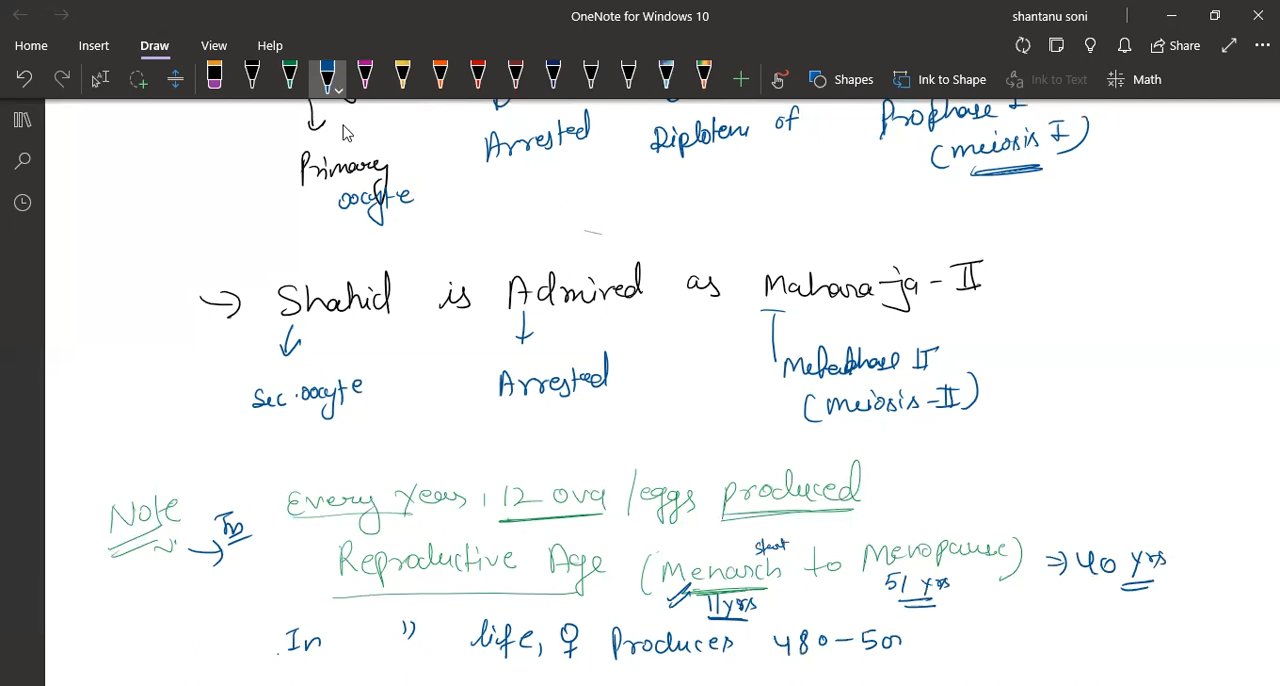 OneNote for Windows 10
shantanu soni
Home Insert Draw View Help
Share
Shapes Ink to Shape Ink to Text Math
Arrested Diplotene of Prophase I
(meiosis I)
Primary
oocyte
→ Shahid is Admired as Maharaja-II
↓ ↓
Sec. oocyte Arrested Metaphase II
(meiosis-II)
Note Every Year, 12 ova/eggs produced
→ In
Reproductive Age (Menarch to Menopause) ⇒ 40 yrs
start
11yrs 51 yrs
In " life, ♀ Produces 480-500